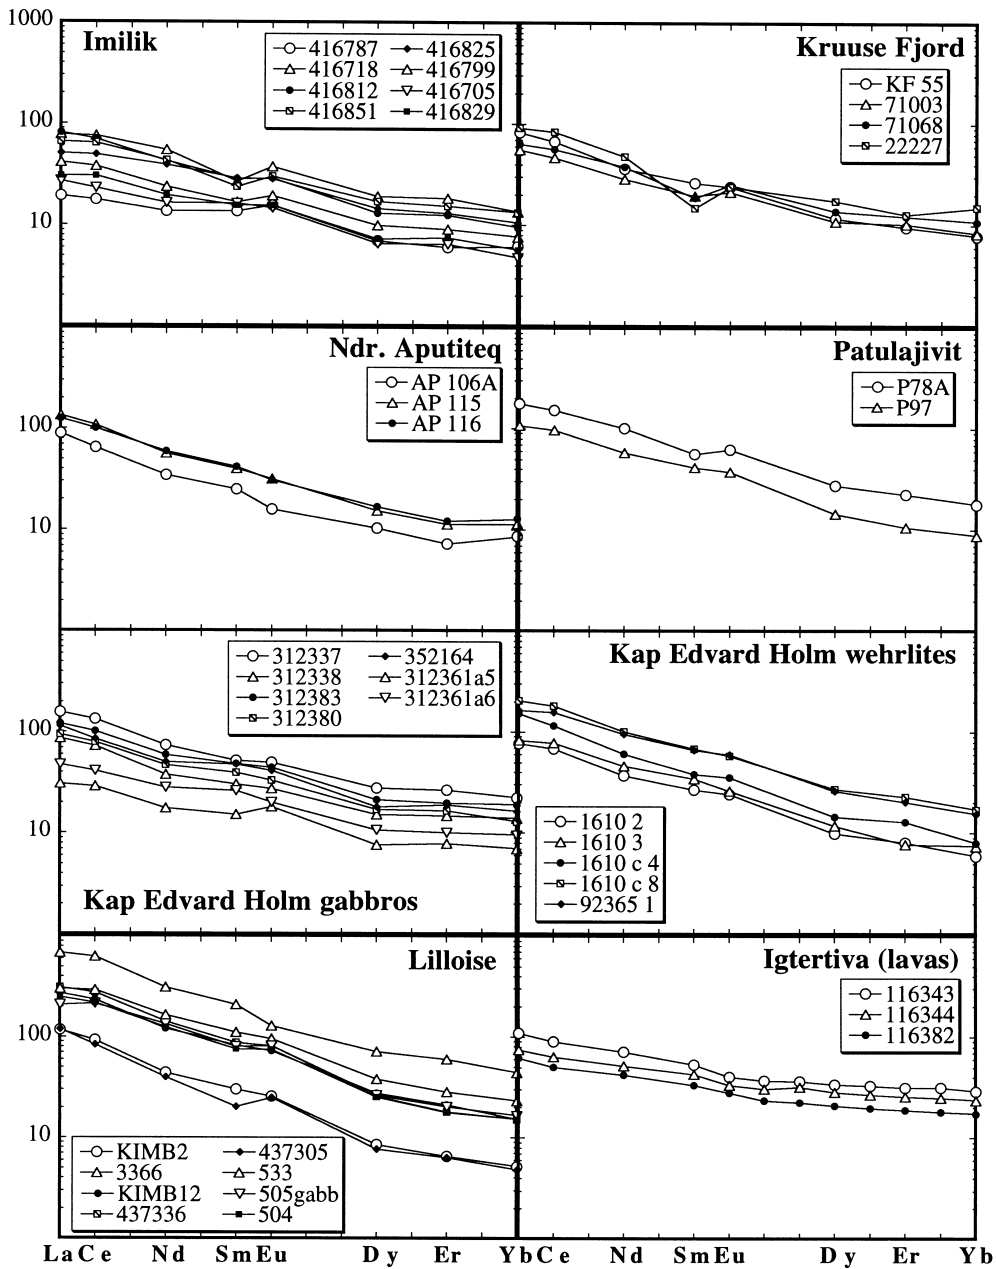 1000
100
10
Imilik
416787 416825
416718 416799
416812 416705
416851 416829
Kruuse Fjord
KF 55
71003
71068
22227
100
10
Ndr. Aputiteq
AP 106A
AP 115
AP 116
Patulajivit
P78A
P97
100
10
312337 352164
312338 312361a5
312383 312361a6
312380
Kap Edvard Holm gabbros
Kap Edvard Holm wehrlites
1610 2
1610 3
1610 c 4
1610 c 8
92365 1
100
10
Lilloise
KIMB2 437305
3366 533
KIMB12 505gabb
437336 504
Igtertiva (lavas)
116343
116344
116382
La Ce Nd Sm Eu Dy Er Yb Ce Nd Sm Eu Dy Er Yb